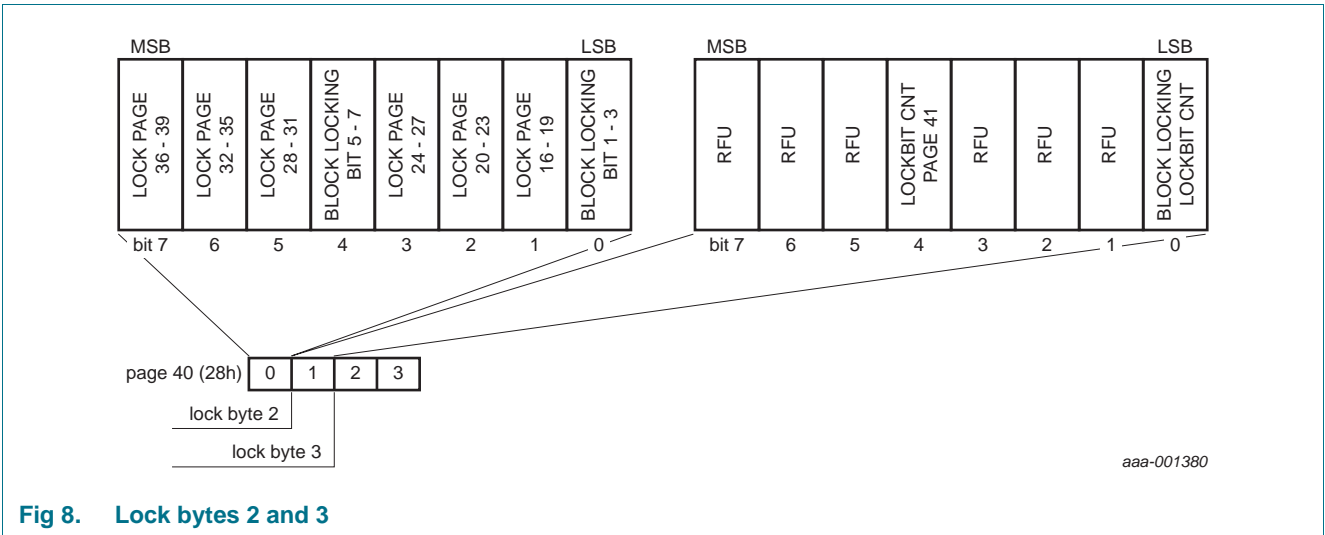 MSB LSB MSB LSB
LOCK PAGE
36 - 39
LOCK PAGE
32 - 35
LOCK PAGE
28 - 31
BLOCK LOCKING
BIT 5 - 7
LOCK PAGE
24 - 27
LOCK PAGE
20 - 23
LOCK PAGE
16 - 19
BLOCK LOCKING
BIT 1 - 3
RFU
RFU
RFU
LOCKBIT CNT
PAGE 41
RFU
RFU
RFU
BLOCK LOCKING
LOCKBIT CNT
bit 7 6 5 4 3 2 1 0 bit 7 6 5 4 3 2 1 0
page 40 (28h) 0 1 2 3
lock byte 2
lock byte 3
aaa-001380
Fig 8. Lock bytes 2 and 3